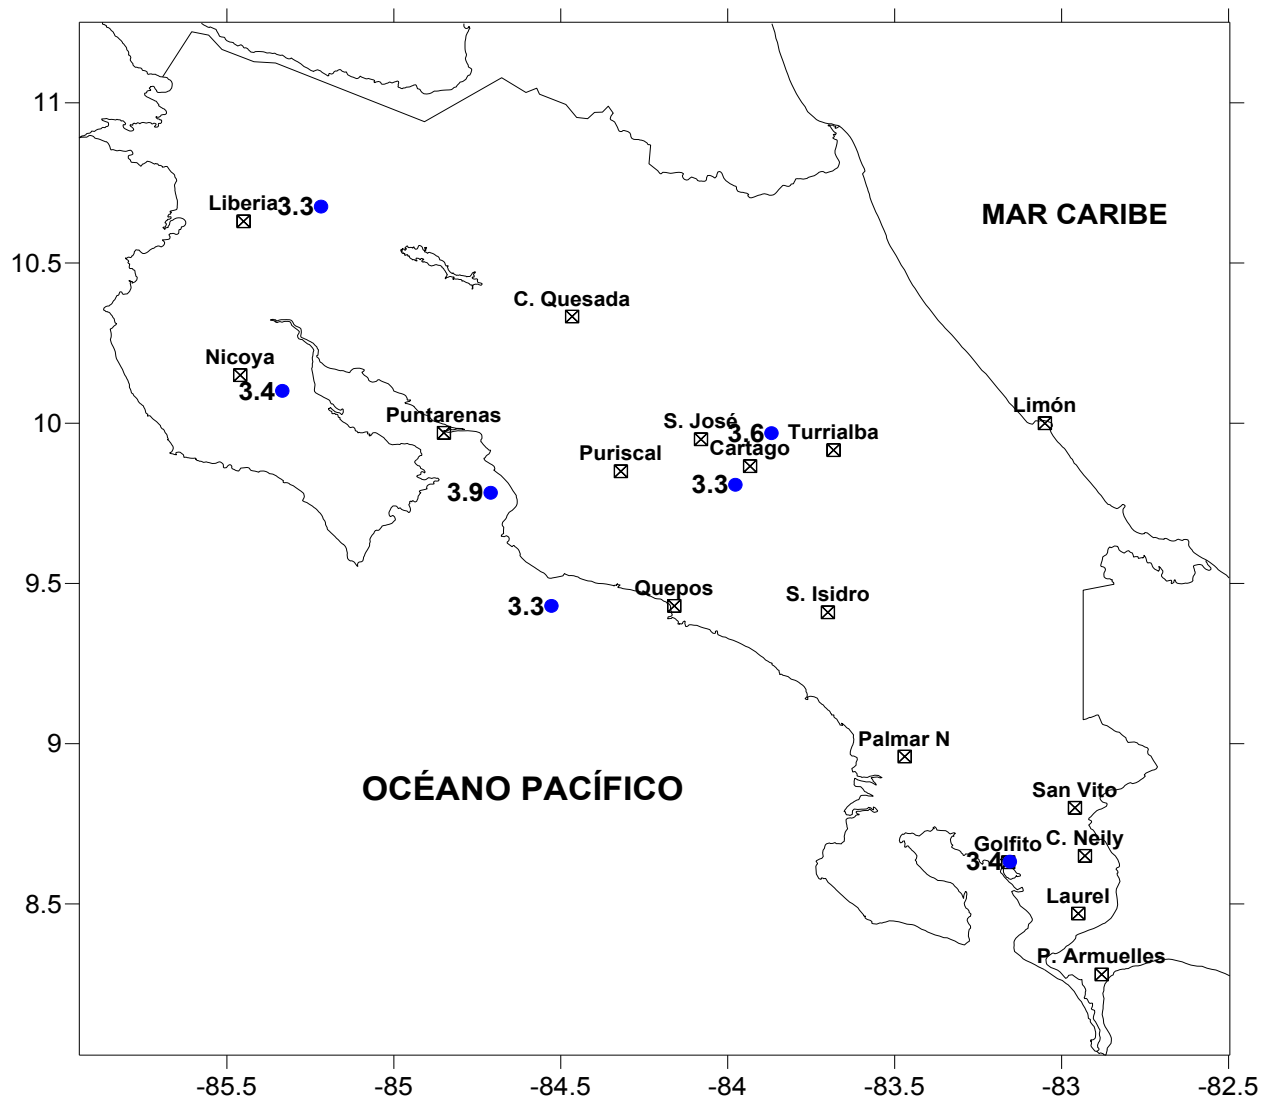 11
MAR CARIBE
Liberia
3.3
10.5
C. Quesada
Nicoya
3.4
Puntarenas
Limón
10
S. José
3.6
Turrialba
Cartago
Puriscal
3.3
3.9
9.5
Quepos
S. Isidro
3.3
Palmar N
9
OCÉANO PACÍFICO
San Vito
C. Neily
Golfito
3.4
Laurel
8.5
P. Armuelles
-85.5
-85
-84.5
-84
-83.5
-83
-82.5